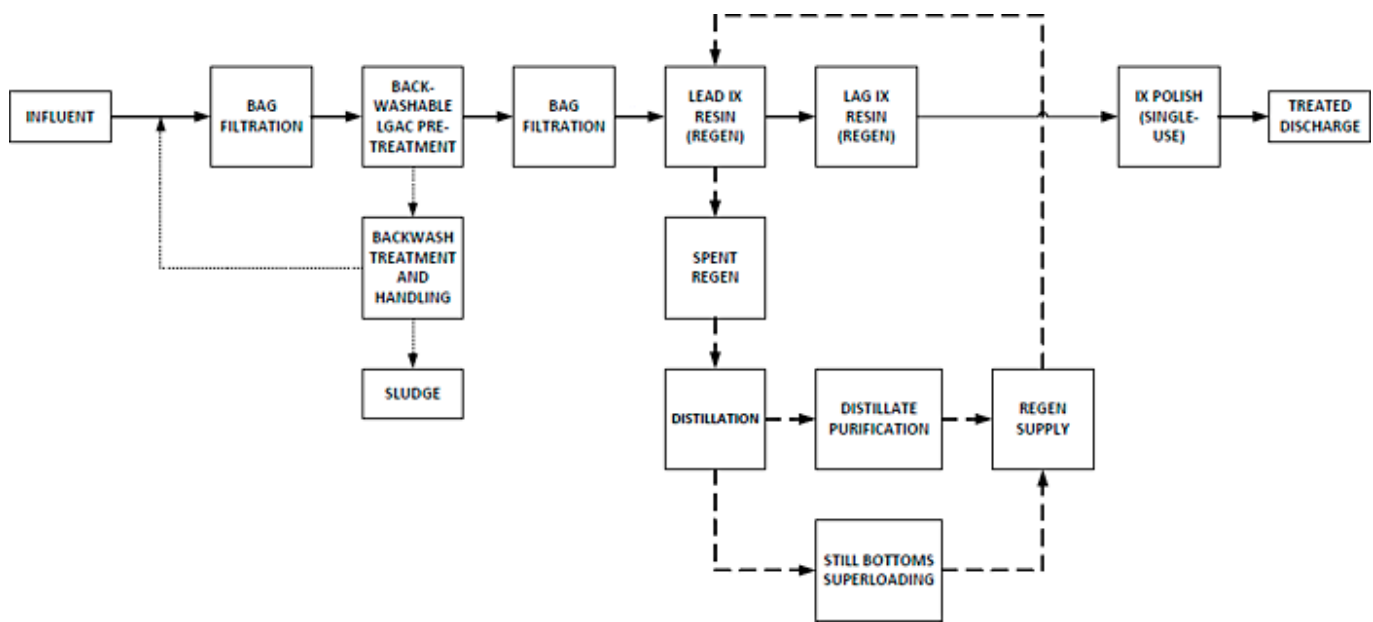 INFLUENT
BAG
FILTRATION
BACK-
WASHABLE
LGAC PRE-
TREATMENT
BAG
FILTRATION
LEAD IX
RESIN
(REGEN)
LAG IX
RESIN
(REGEN)
IX POLISH
(SINGLE-
USE)
TREATED
DISCHARGE
BACKWASH
TREATMENT
AND
HANDLING
SPENT
REGEN
SLUDGE
DISTILLATION
DISTILLATE
PURIFICATION
REGEN
SUPPLY
STILL BOTTOMS
SUPERLOADING